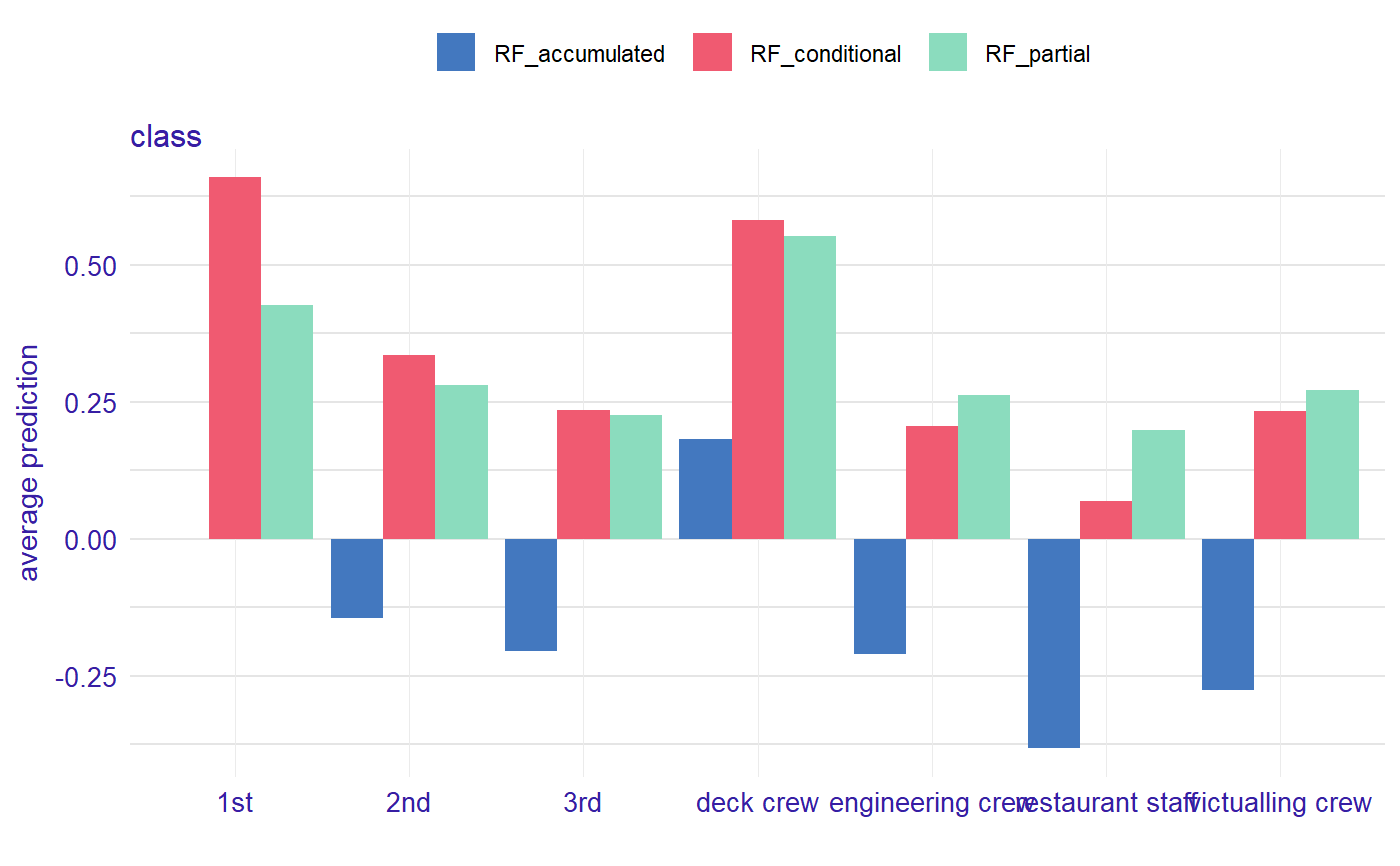 RF_accumulated RF_conditional RF_partial
class
average prediction
0.50
0.25
0.00
-0.25
1st 2nd 3rd deck crew engineering crew restaurant staff victualling crew